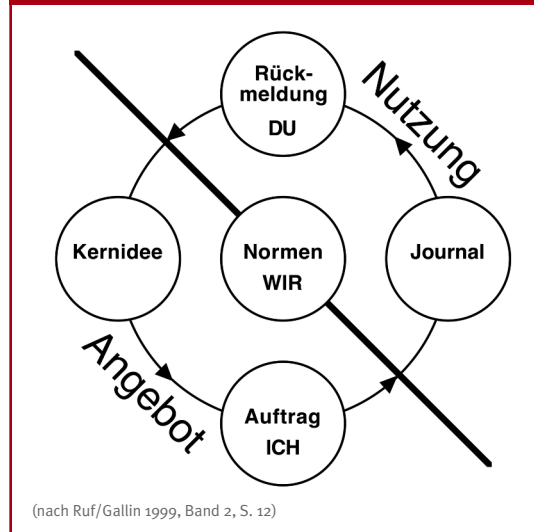 Rück-
meldung
DU
Nutzung
Kernidee
Normen
WIR
Journal
Angebot
Auftrag
ICH
(nach Ruf/Gallin 1999, Band 2, S. 12)